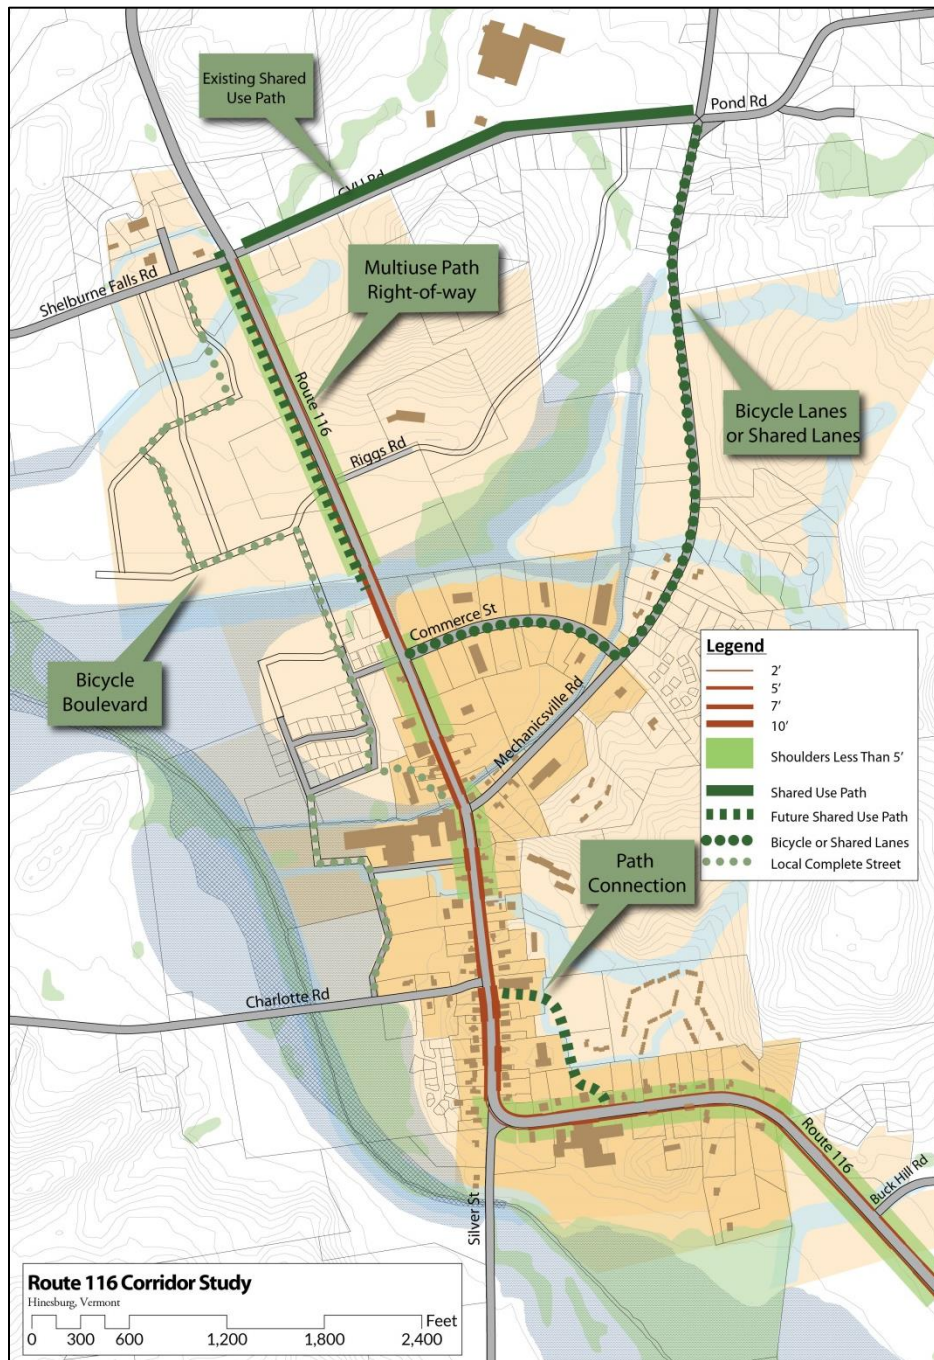 Existing Shared
Use Path
Pond Rd
CVU Rd
Multiuse Path
Right-of-way
Shelburne Falls Rd
Route 116
Bicycle Lanes
or Shared Lanes
Riggs Rd
Commerce St
Bicycle
Boulevard
Mechanicsville Rd
Legend
2'
5'
7'
10'
Shoulders Less Than 5'
Shared Use Path
Future Shared Use Path
Bicycle or Shared Lanes
Local Complete Street
Path
Connection
Charlotte Rd
Route 116
Buck Hill Rd
Silver St
Route 116 Corridor Study
Hinesburg, Vermont
Feet
0 300 600 1,200 1,800 2,400